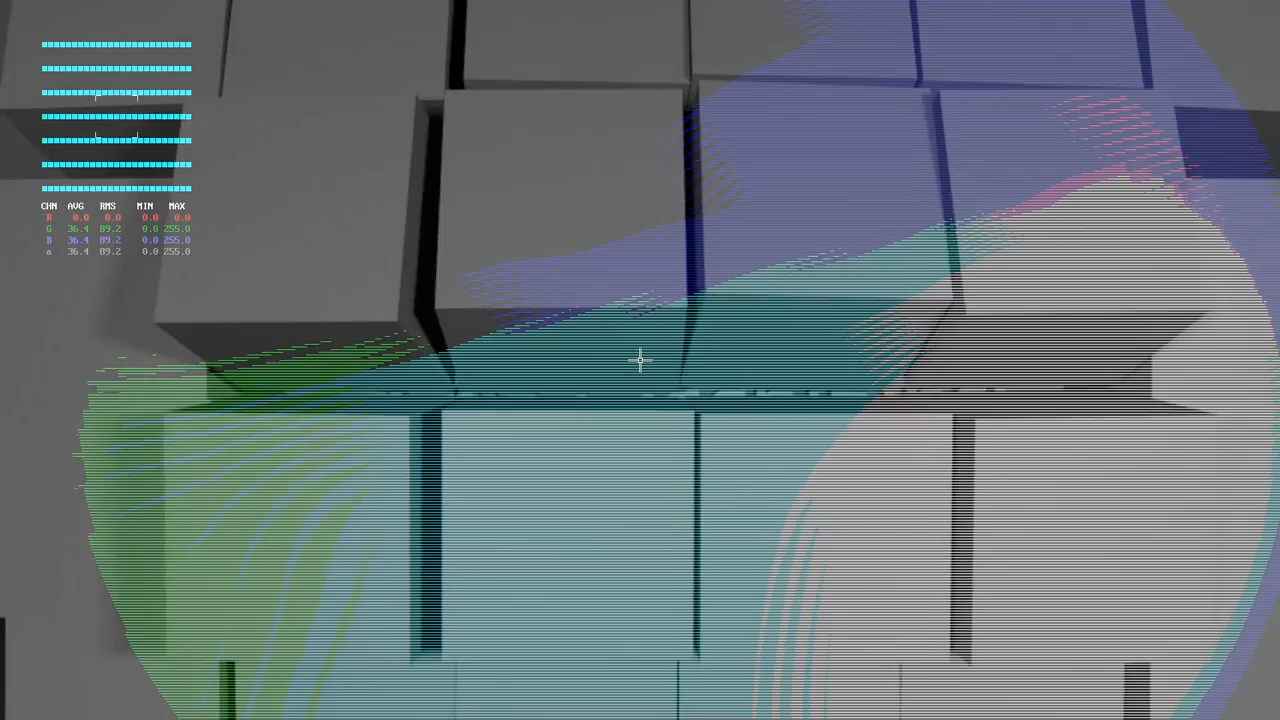 CHN AVG RMS MIN MAX
R 0.0 0.0 0.0 0.0
G 36.4 89.2 0.0 255.0
B 36.4 89.2 0.0 255.0
a 36.4 89.2 0.0 255.0